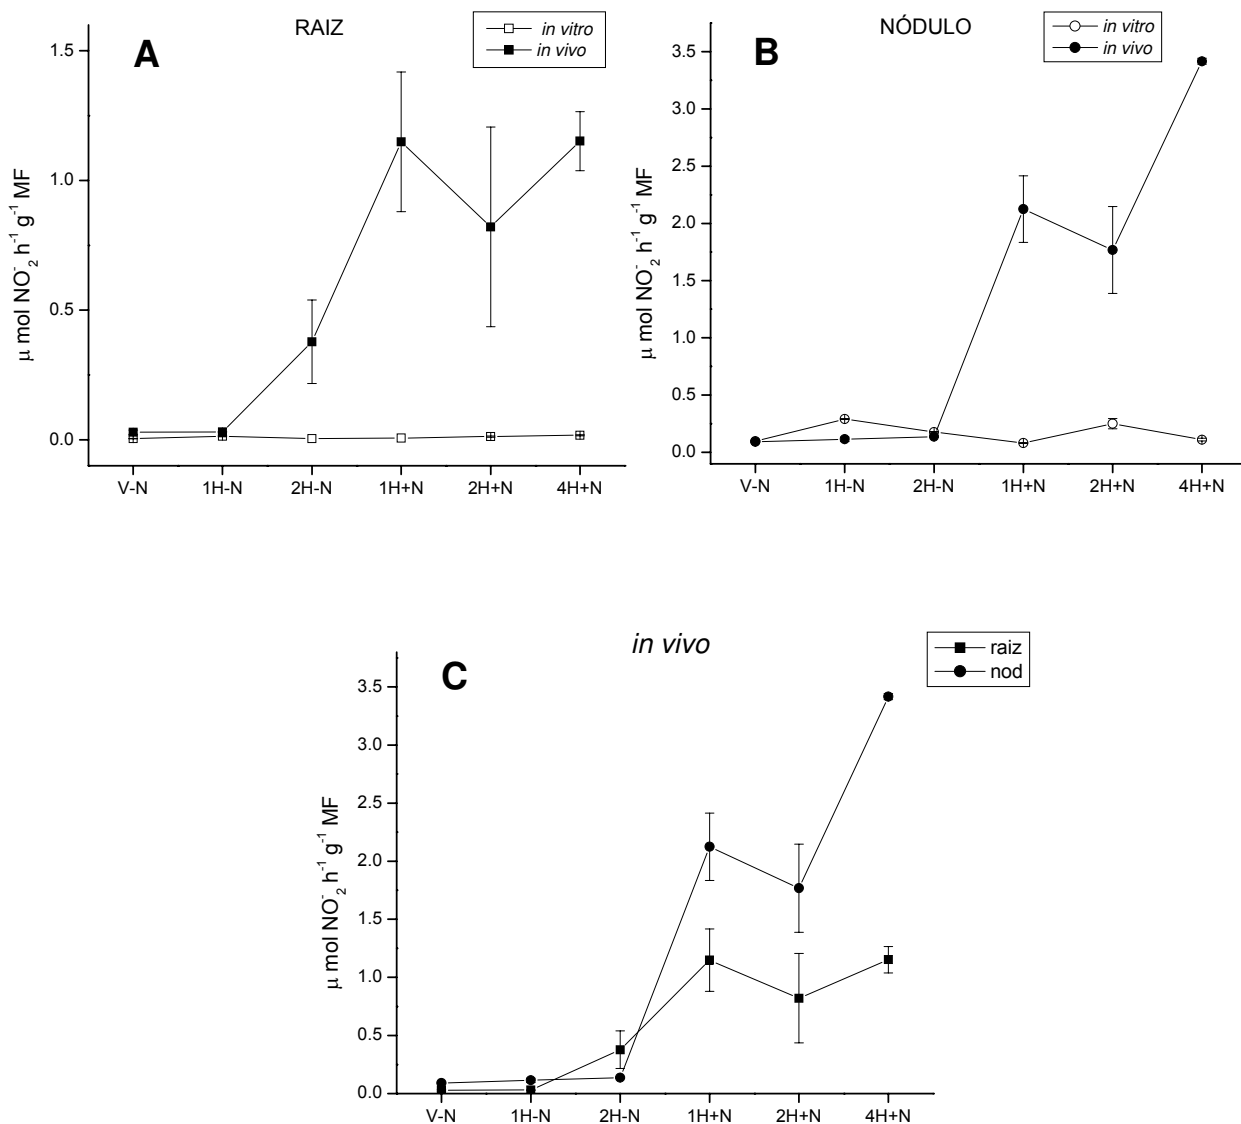 A
RAIZ
in vitro
in vivo
1.5
1.0
0.5
0.0
μ mol NO₂⁻ h⁻¹ g⁻¹ MF
V-N 1H-N 2H-N 1H+N 2H+N 4H+N
B
NÓDULO
in vitro
in vivo
3.5
3.0
2.5
2.0
1.5
1.0
0.5
0.0
μ mol NO₂⁻ h⁻¹ g⁻¹ MF
V-N 1H-N 2H-N 1H+N 2H+N 4H+N
C
in vivo
raiz
nod
3.5
3.0
2.5
2.0
1.5
1.0
0.5
0.0
μ mol NO₂⁻ h⁻¹ g⁻¹ MF
V-N 1H-N 2H-N 1H+N 2H+N 4H+N